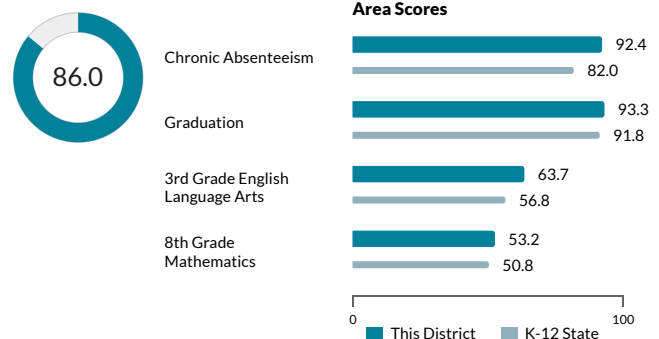 86.0
Area Scores
Chronic Absenteeism
92.4
82.0
Graduation
93.3
91.8
3rd Grade English
Language Arts
63.7
56.8
8th Grade
Mathematics
53.2
50.8
0
100
This District
K-12 State